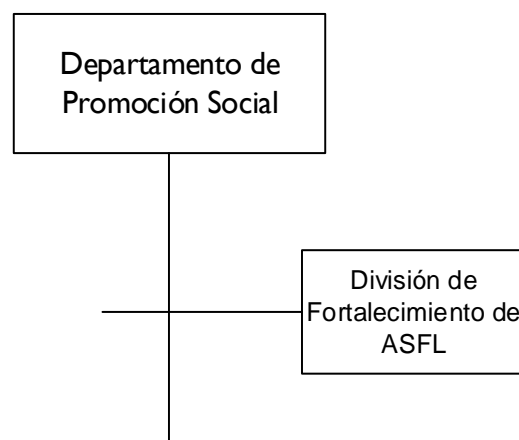 Departamento de
Promoción Social
División de
Fortalecimiento de
ASFL